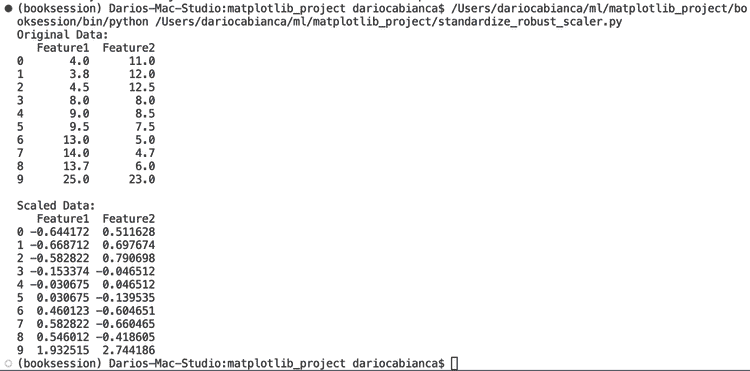 (booksession) Darios-Mac-Studio:matplotlib_project dariocabianca$ /Users/dariocabianca/ml/matplotlib_project/bo
oksession/bin/python /Users/dariocabianca/ml/matplotlib_project/standardize_robust_scaler.py
Original Data:
   Feature1  Feature2
0       4.0      11.0
1       3.8      12.0
2       4.5      12.5
3       8.0       8.0
4       9.0       8.5
5       9.5       7.5
6      13.0       5.0
7      14.0       4.7
8      13.7       6.0
9      25.0      23.0

Scaled Data:
   Feature1  Feature2
0 -0.644172  0.511628
1 -0.668712  0.697674
2 -0.582822  0.790698
3 -0.153374 -0.046512
4 -0.030675  0.046512
5  0.030675 -0.139535
6  0.460123 -0.604651
7  0.582822 -0.660465
8  0.546012 -0.418605
9  1.932515  2.744186
(booksession) Darios-Mac-Studio:matplotlib_project dariocabianca$